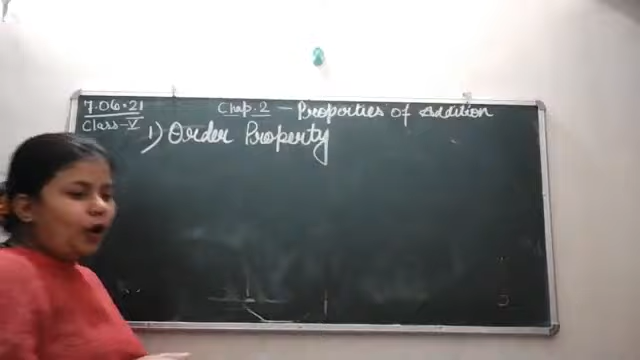 7.06.21
Class-V
Chap.2 - Properties of Addition
1) Order Property